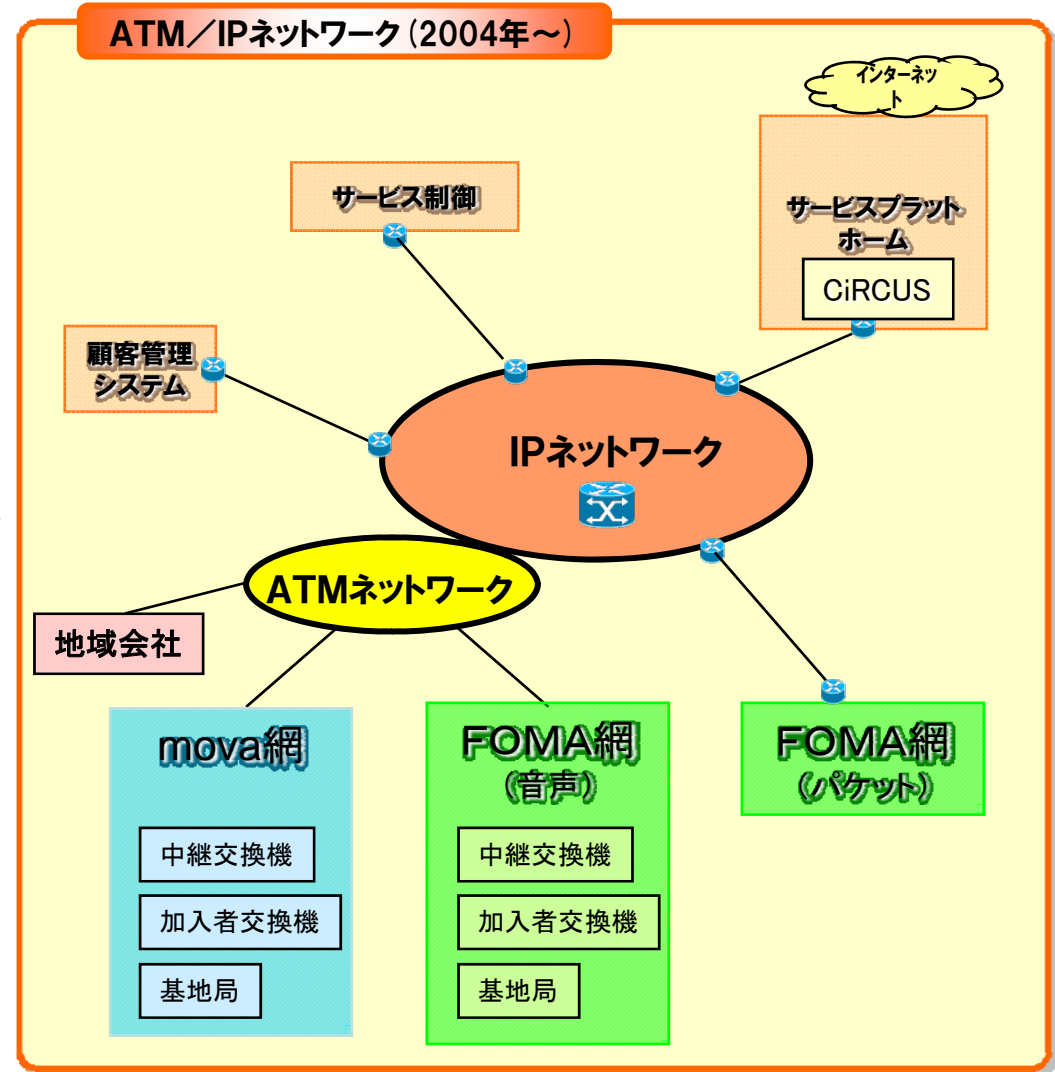 ATM／IPネットワーク(2004年～)
インターネッ
ト
サービス制御
サービスプラット
ホーム
CiRCUS
顧客管理
システム
IPネットワーク
ATMネットワーク
地域会社
mova網
中継交換機
加入者交換機
基地局
FOMA網
(音声)
中継交換機
加入者交換機
基地局
FOMA網
(パケット)